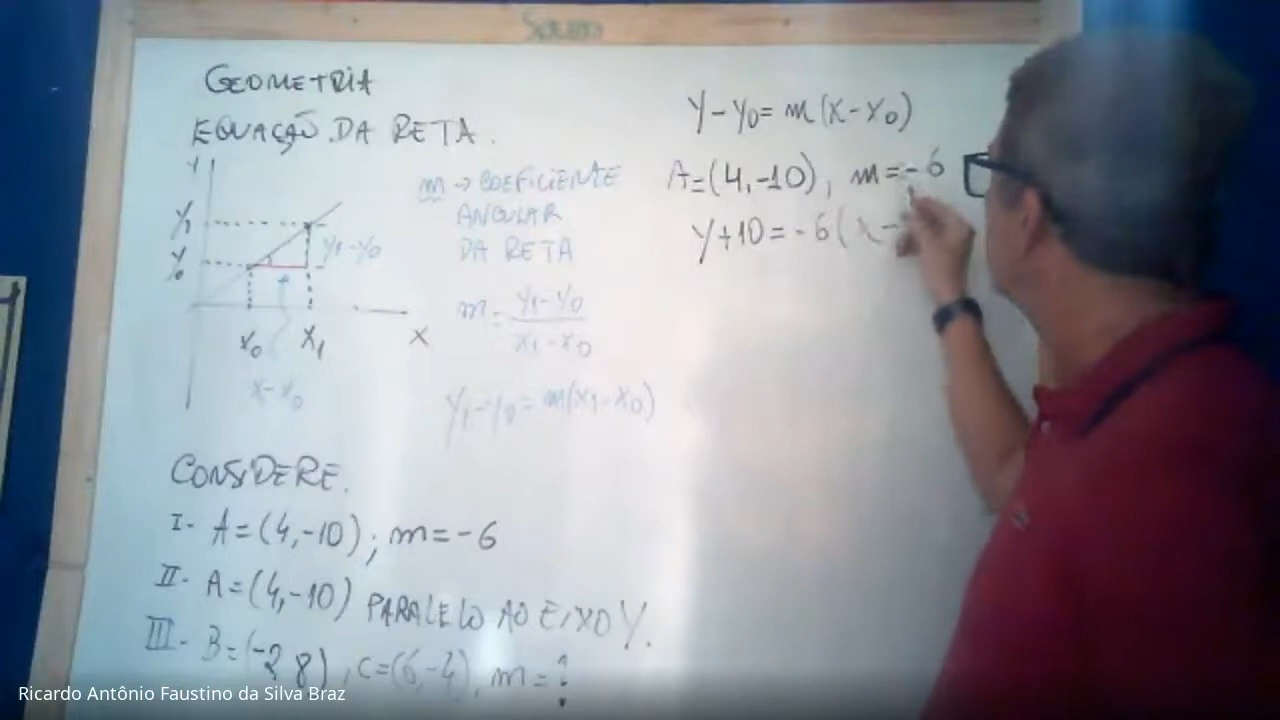 Souza
GEOMETRIA
EQUAÇÃO DA RETA.
Y
Y1
Y0
Y1-Y0
X0 X1 X
X-X0
m → COEFICIENTE
ANGULAR
DA RETA
m = Y1-Y0
X1-X0
Y1-Y0 = m(X1-X0)
CONSIDERE.
I- A=(4,-10); m=-6
II- A=(4,-10) PARALELO AO EIXO Y.
III- B=(-2,8), C=(6,-4), m=?
Y-Y0 = m(X-X0)
A=(4,-10), m=-6
Y+10=-6(X-
Ricardo Antônio Faustino da Silva Braz